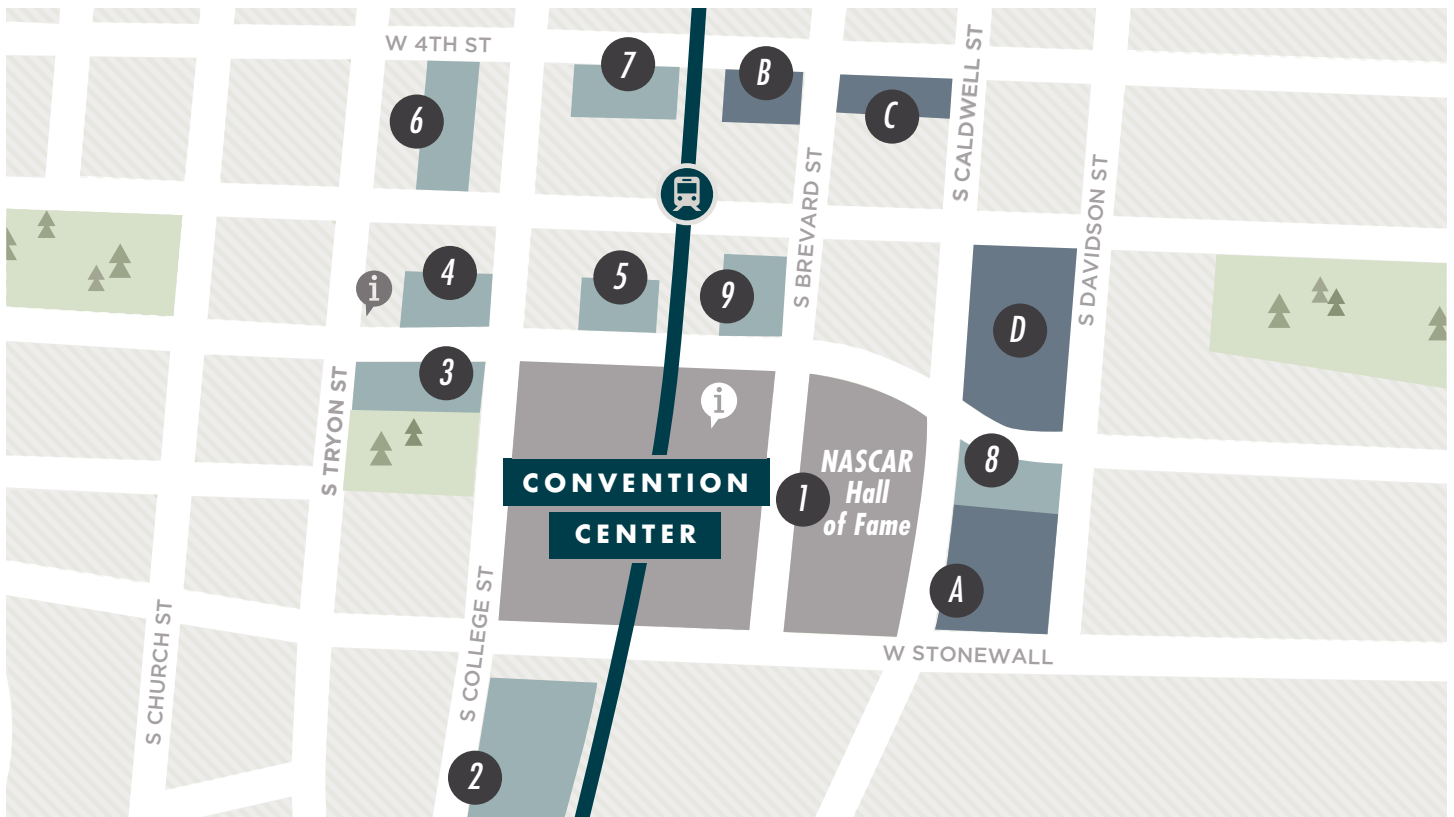 W 4TH ST
7
B
6
C
S CALDWELL ST
S BREVARD ST
S DAVIDSON ST
i
4
5
9
D
3
i
S TRYON ST
CONVENTION
CENTER
1
NASCAR
Hall
of Fame
8
A
S CHURCH ST
S COLLEGE ST
W STONEWALL
2